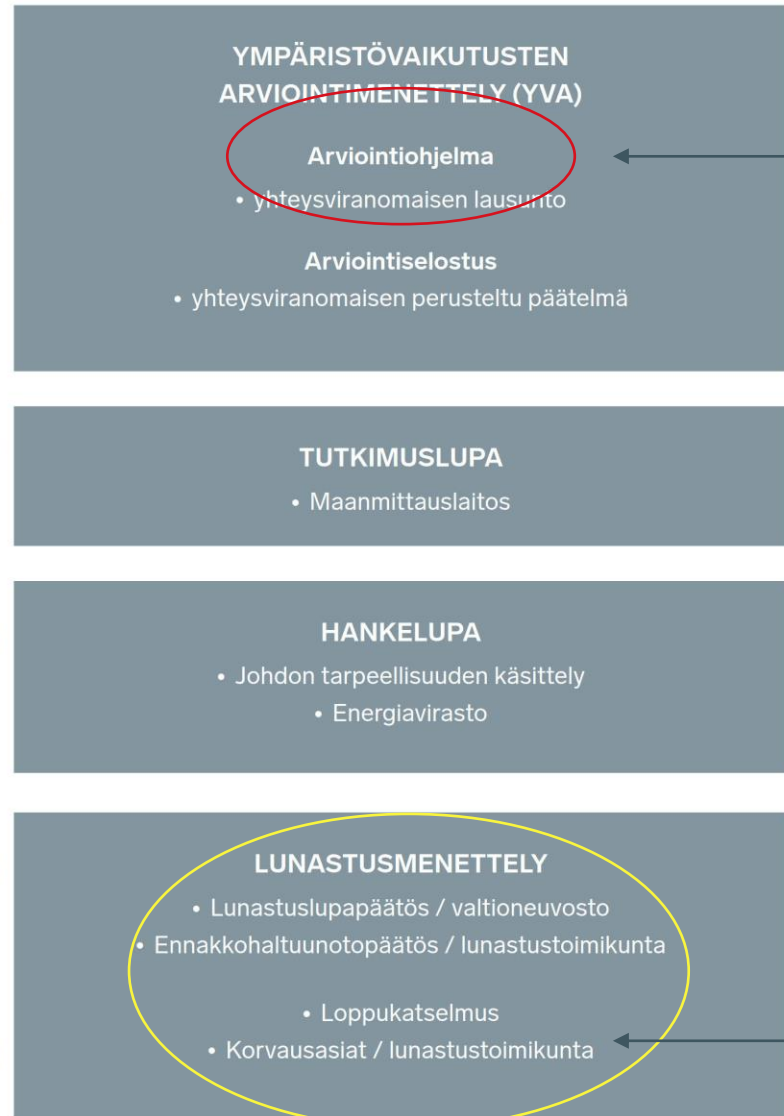 YMPÄRISTÖVAIKUTUSTEN
ARVIOINTIMENETTELY (YVA)
Arviointiohjelma
• yhteysviranomaisen lausunto
Arviointiselostus
• yhteysviranomaisen perusteltu päätelmä
TUTKIMUSLUPA
• Maanmittauslaitos
HANKELUPA
• Johdon tarpeellisuuden käsittely
• Energiavirasto
LUNASTUSMENETTELY
• Lunastuslupapäätös / valtioneuvosto
• Ennakkohaltuunotopäätös / lunastustoimikunta
• Loppukatselmus
• Korvausasiat / lunastustoimikunta